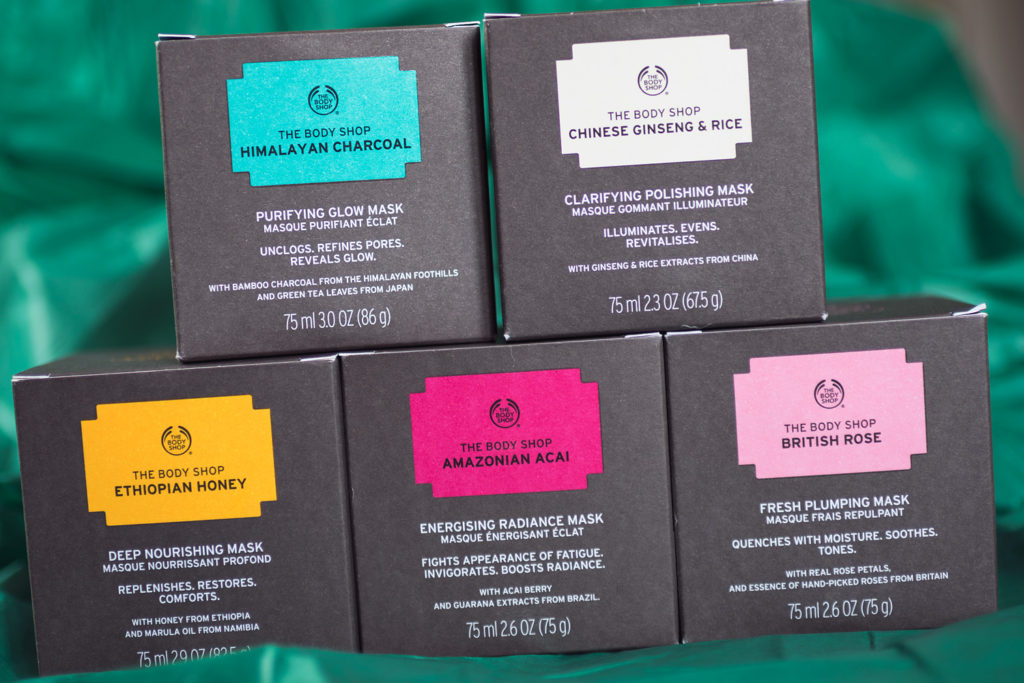 THE
BODY
SHOP
THE BODY SHOP
HIMALAYAN CHARCOAL
PURIFYING GLOW MASK
MASQUE PURIFIANT ÉCLAT
UNCLOGS. REFINES PORES.
REVEALS GLOW.
WITH BAMBOO CHARCOAL FROM THE HIMALAYAN FOOTHILLS
AND GREEN TEA LEAVES FROM JAPAN
75 ml 3.0 OZ (86 g)
THE
BODY
SHOP
THE BODY SHOP
CHINESE GINSENG & RICE
CLARIFYING POLISHING MASK
MASQUE GOMMANT ILLUMINATEUR
ILLUMINATES. EVENS.
REVITALISES.
WITH GINSENG & RICE EXTRACTS FROM CHINA
75 ml 2.3 OZ (67.5 g)
THE
BODY
SHOP
THE BODY SHOP
ETHIOPIAN HONEY
DEEP NOURISHING MASK
MASQUE NOURRISSANT PROFOND
REPLENISHES. RESTORES.
COMFORTS.
WITH HONEY FROM ETHIOPIA
AND MARULA OIL FROM NAMIBIA
75 ml 2.9 OZ (82.5 g)
THE
BODY
SHOP
THE BODY SHOP
AMAZONIAN ACAI
ENERGISING RADIANCE MASK
MASQUE ÉNERGISANT ÉCLAT
FIGHTS APPEARANCE OF FATIGUE.
INVIGORATES. BOOSTS RADIANCE.
WITH ACAI BERRY
AND GUARANA EXTRACTS FROM BRAZIL.
75 ml 2.6 OZ (75 g)
THE
BODY
SHOP
THE BODY SHOP
BRITISH ROSE
FRESH PLUMPING MASK
MASQUE FRAIS REPULPANT
QUENCHES WITH MOISTURE. SOOTHES.
TONES.
WITH REAL ROSE PETALS,
AND ESSENCE OF HAND-PICKED ROSES FROM BRITAIN
75 ml 2.6 OZ (75 g)